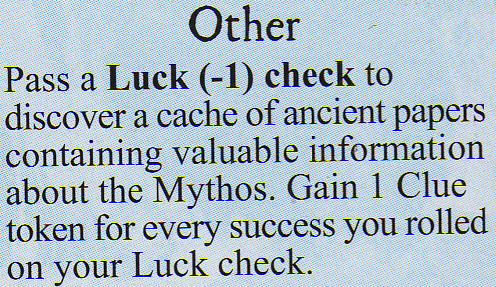 Other
Pass a Luck (-1) check to
discover a cache of ancient papers
containing valuable information
about the Mythos. Gain 1 Clue
token for every success you rolled
on your Luck check.